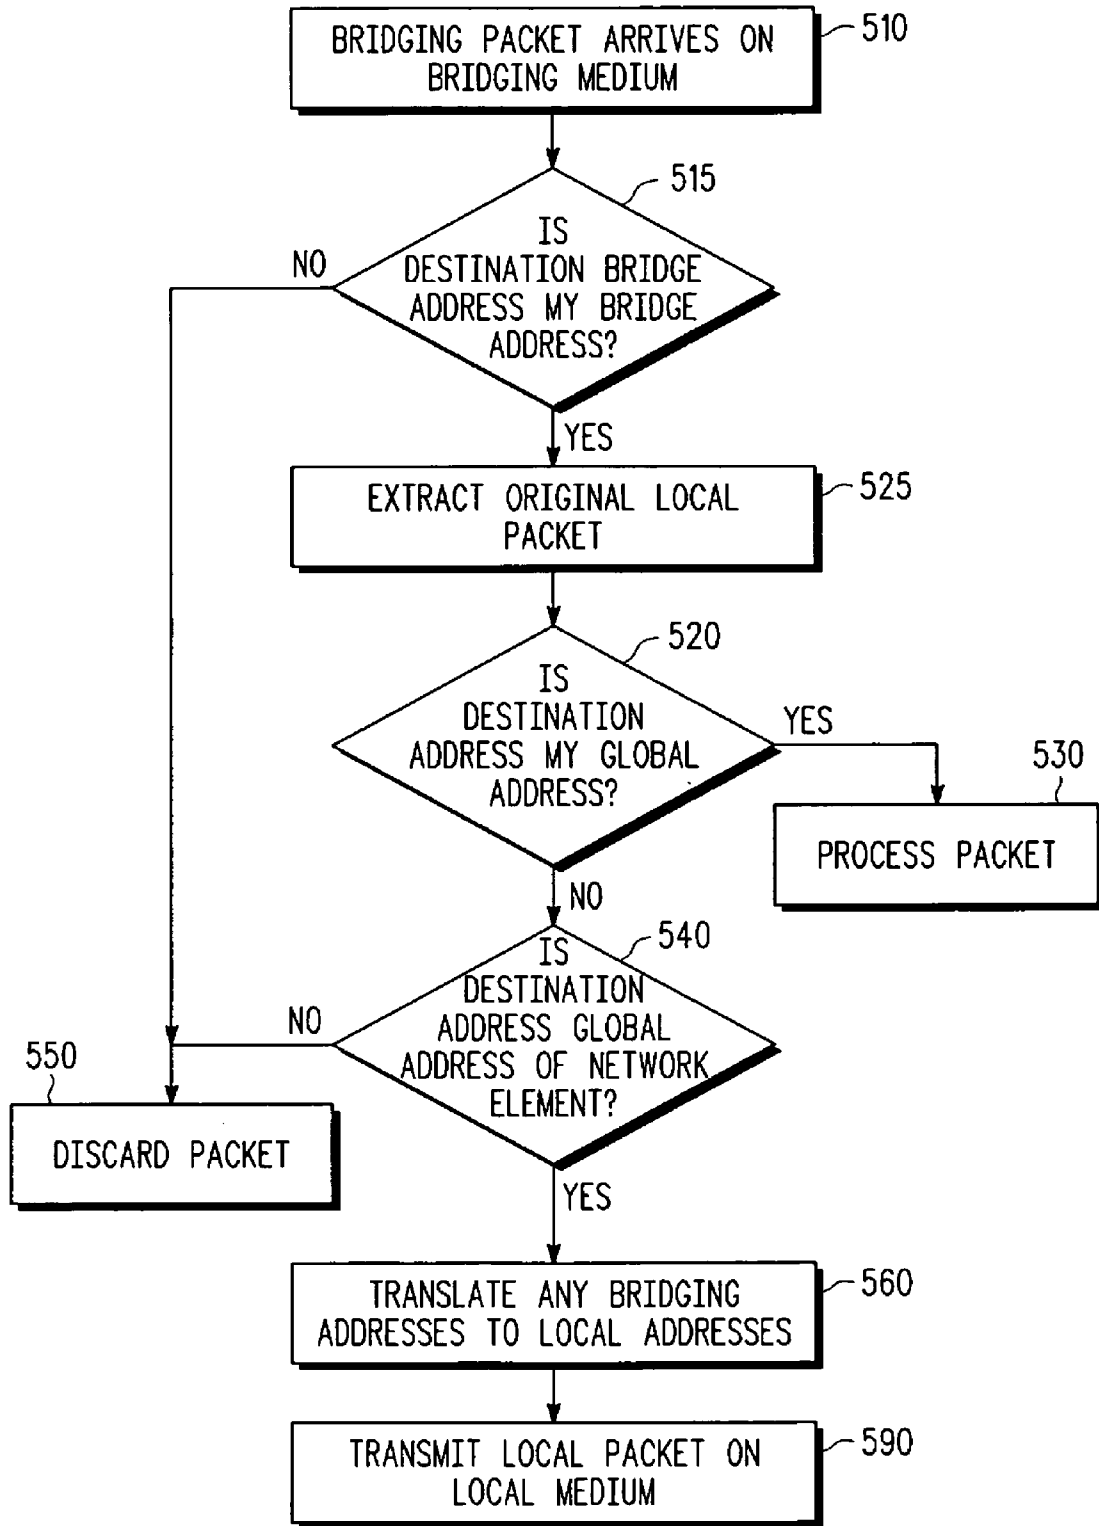 BRIDGING PACKET ARRIVES ON
BRIDGING MEDIUM
510
515
IS
DESTINATION BRIDGE
ADDRESS MY BRIDGE
ADDRESS?
NO
YES
EXTRACT ORIGINAL LOCAL
PACKET
525
520
IS
DESTINATION
ADDRESS MY GLOBAL
ADDRESS?
YES
530
PROCESS PACKET
NO
540
IS
DESTINATION
ADDRESS GLOBAL
ADDRESS OF NETWORK
ELEMENT?
NO
550
DISCARD PACKET
YES
TRANSLATE ANY BRIDGING
ADDRESSES TO LOCAL ADDRESSES
560
TRANSMIT LOCAL PACKET ON
LOCAL MEDIUM
590